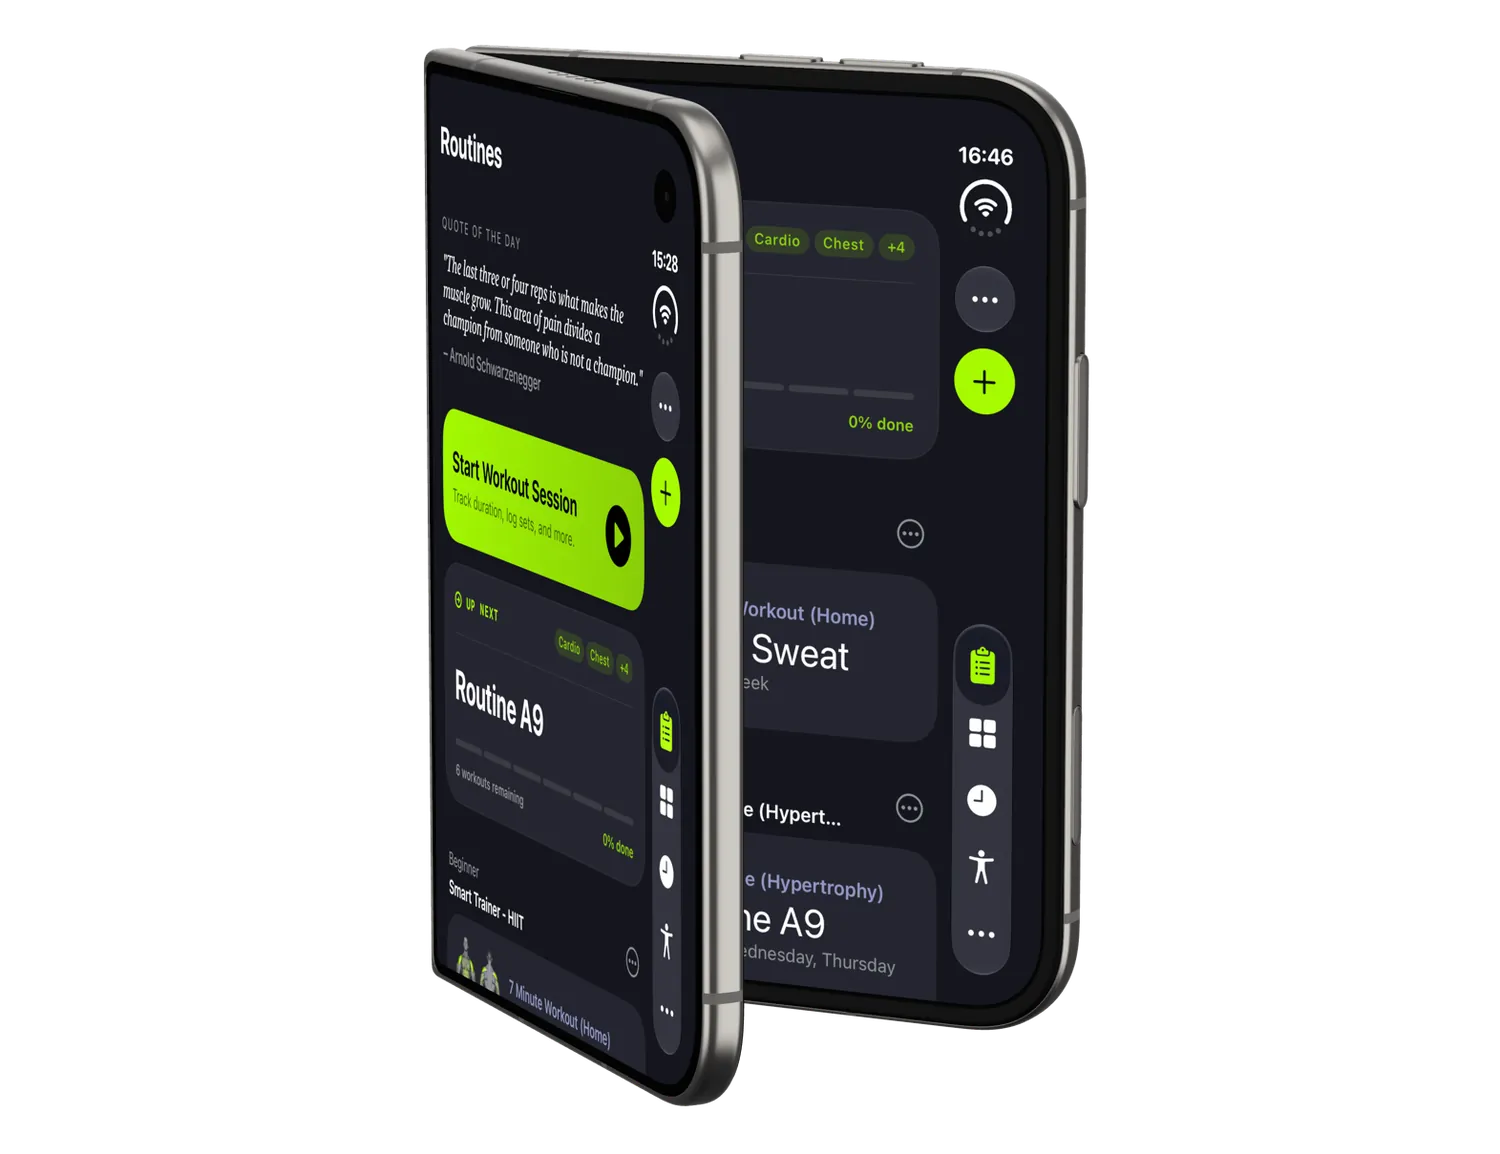 Routines
QUOTE OF THE DAY
"The last three or four reps is what makes the
muscle grow. This area of pain divides a
champion from someone who is not a champion."
– Arnold Schwarzenegger
15:28
Start Workout Session
Track duration, log sets, and more.
UP NEXT
Cardio Chest +4
Routine A9
6 workouts remaining
0% done
Beginner
Smart Trainer - HIIT
7 Minute Workout (Home)
16:46
Cardio Chest +4
0% done
Workout (Home)
Sweat
eek
e (Hypert...
e (Hypertrophy)
ne A9
ednesday, Thursday